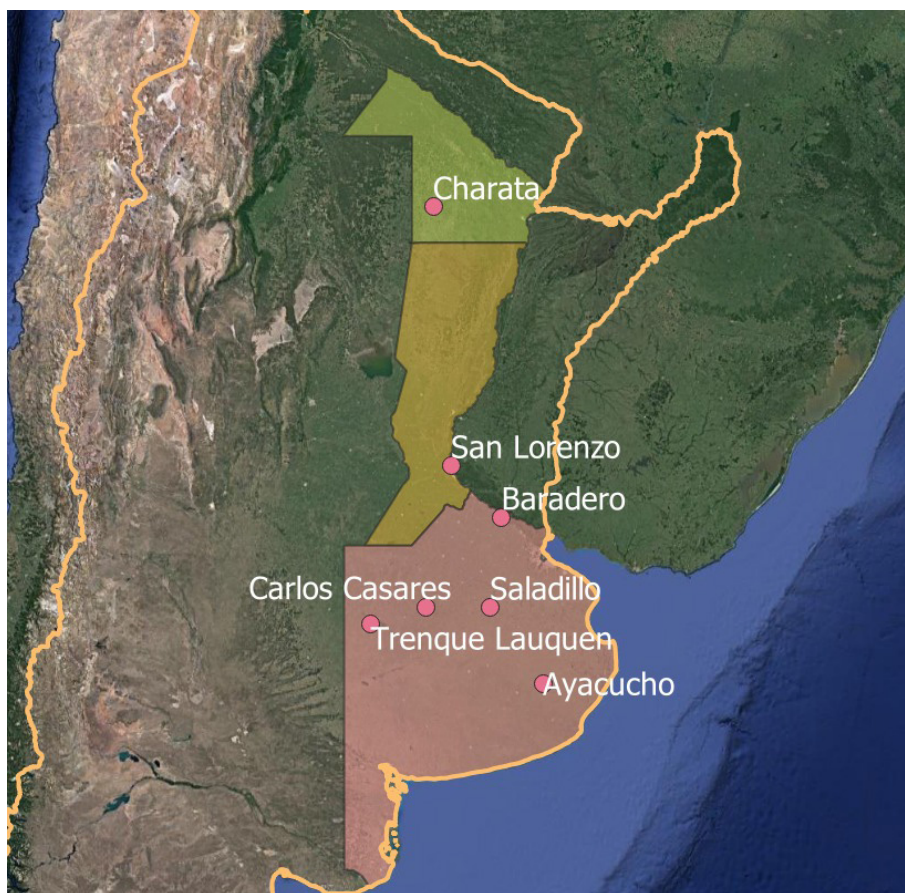 Charata
San Lorenzo
Baradero
Carlos Casares
Saladillo
Trenque Lauquen
Ayacucho